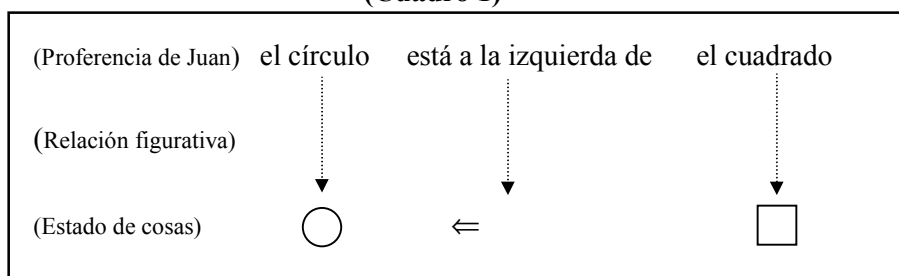 (Cuadro 1)
(Proferencia de Juan) el círculo está a la izquierda de el cuadrado
(Relación figurativa)
(Estado de cosas) ⇐